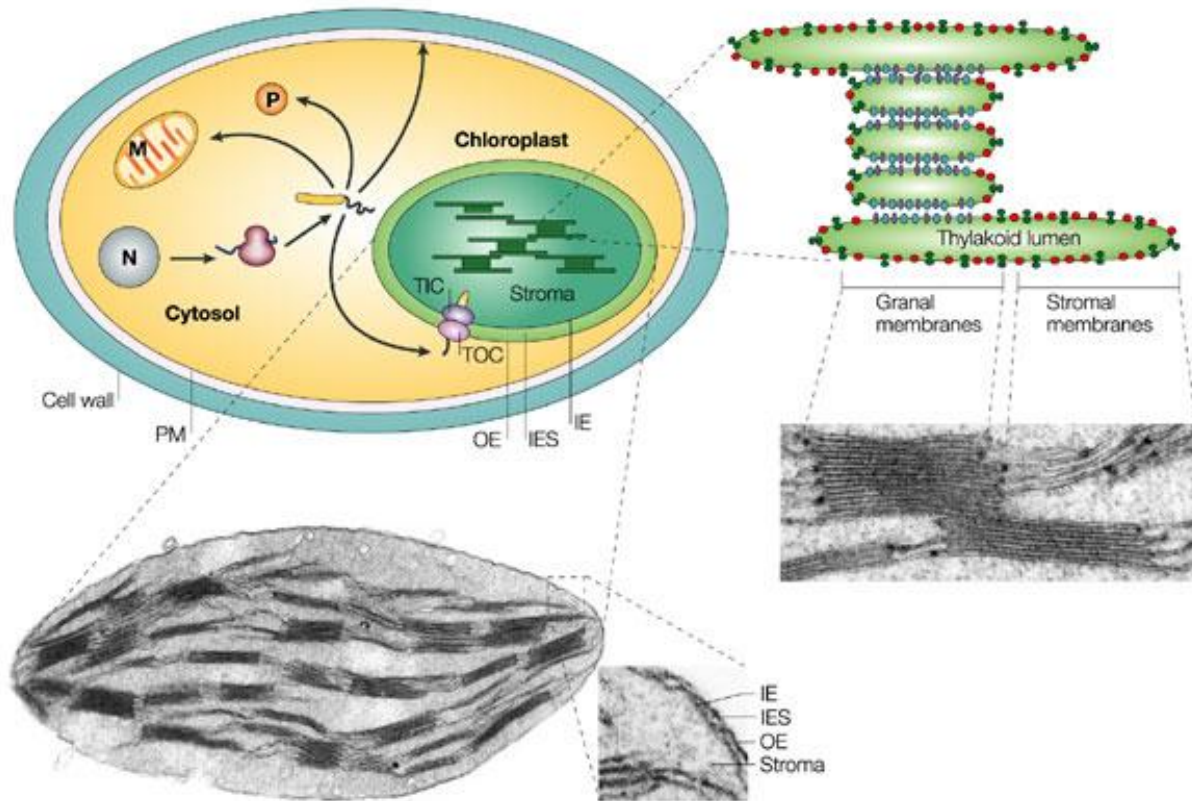 P
M
Chloroplast
N
Thylakoid lumen
TIC
Stroma
Cytosol
TOC
Granal
membranes
Stromal
membranes
Cell wall
PM
OE
IES
IE
IE
IES
OE
Stroma